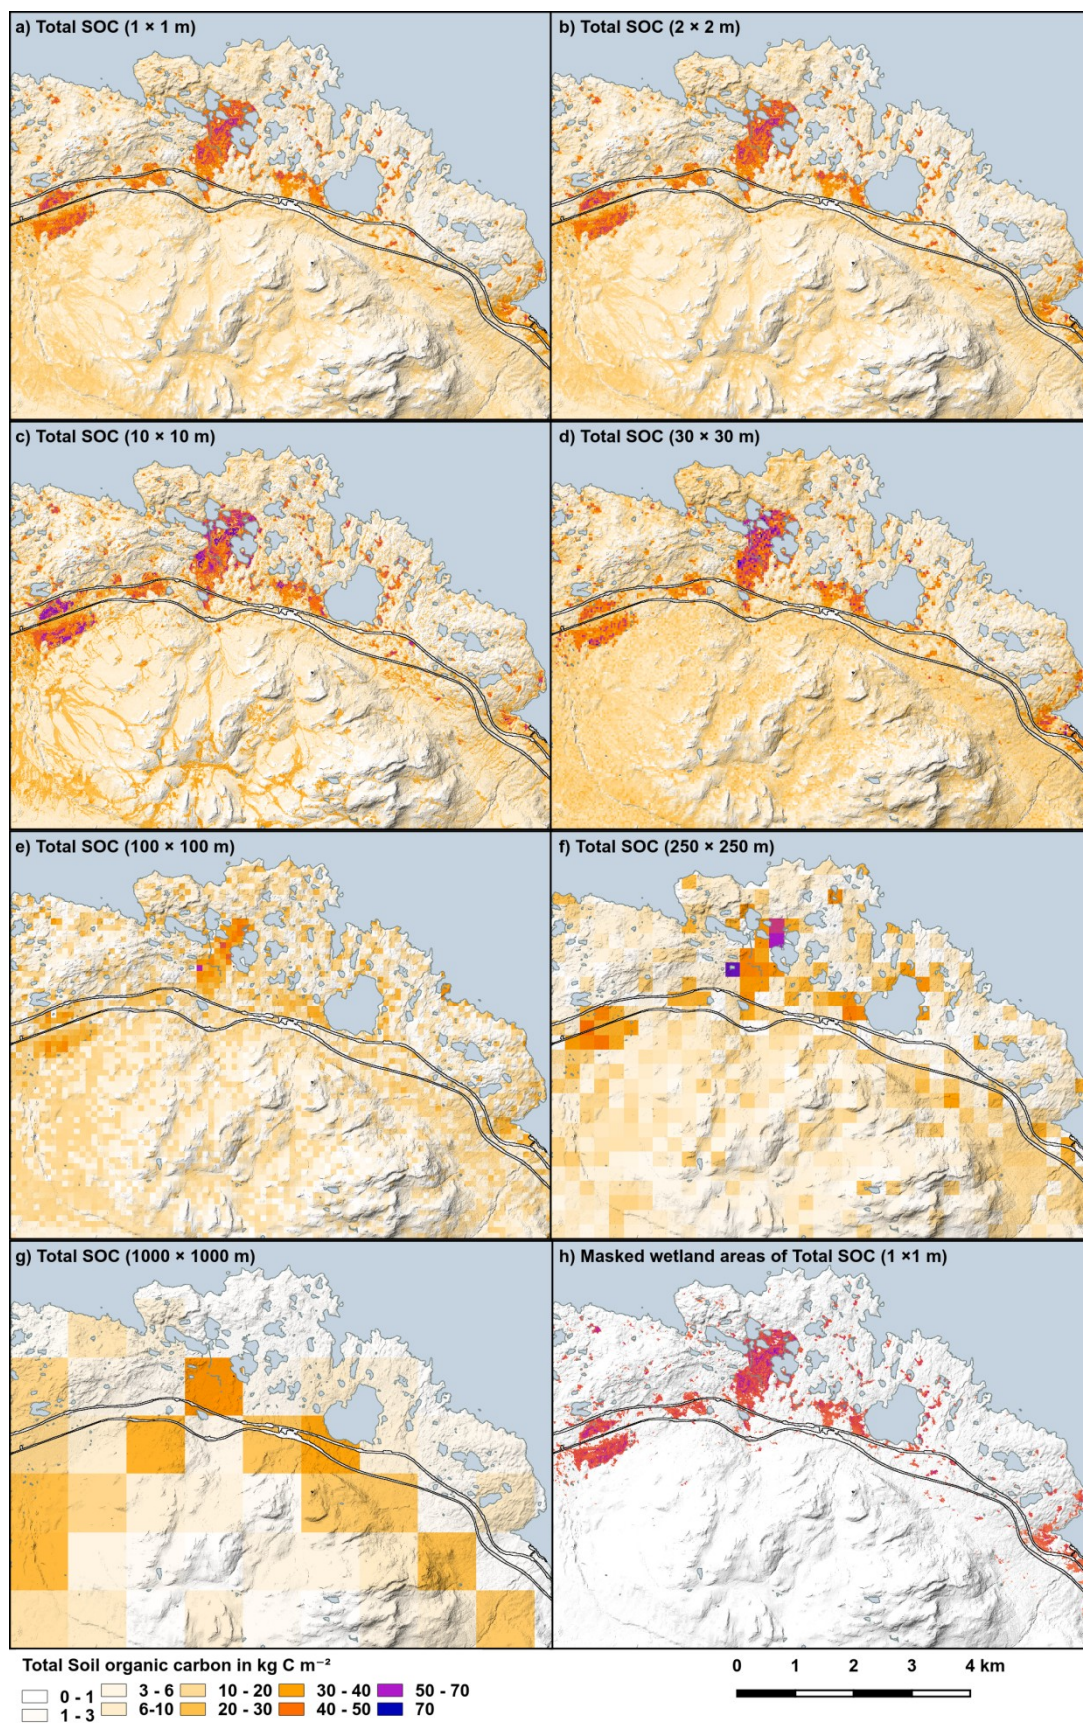 a) Total SOC (1 × 1 m)
b) Total SOC (2 × 2 m)
c) Total SOC (10 × 10 m)
d) Total SOC (30 × 30 m)
e) Total SOC (100 × 100 m)
f) Total SOC (250 × 250 m)
g) Total SOC (1000 × 1000 m)
h) Masked wetland areas of Total SOC (1 ×1 m)
Total Soil organic carbon in kg C m⁻²
0 - 1 3 - 6 10 - 20 30 - 40 50 - 70
1 - 3 6-10 20 - 30 40 - 50 70
0 1 2 3 4 km